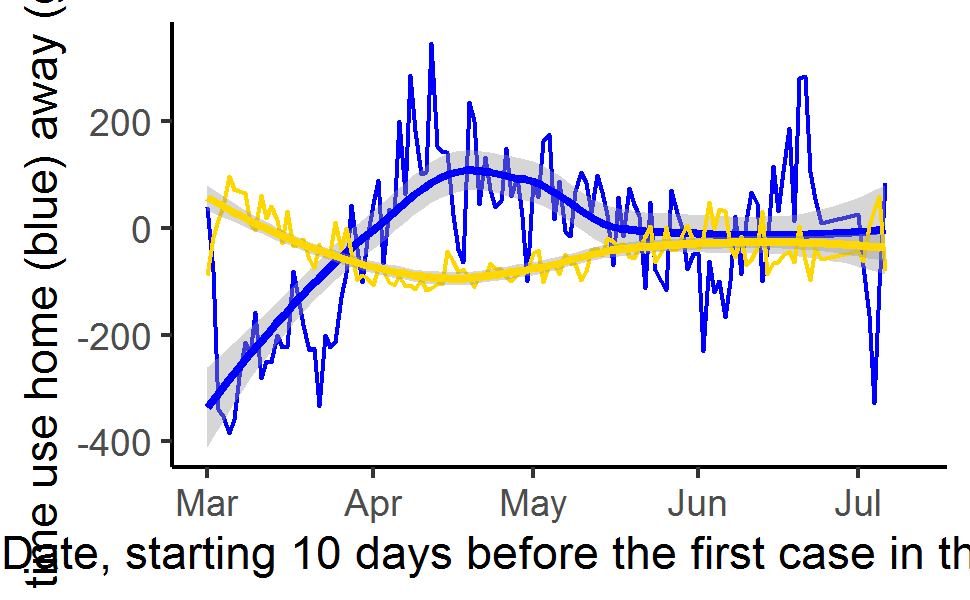 time use home (blue) away (
200
0
-200
-400
Mar Apr May Jun Jul
Date, starting 10 days before the first case in th